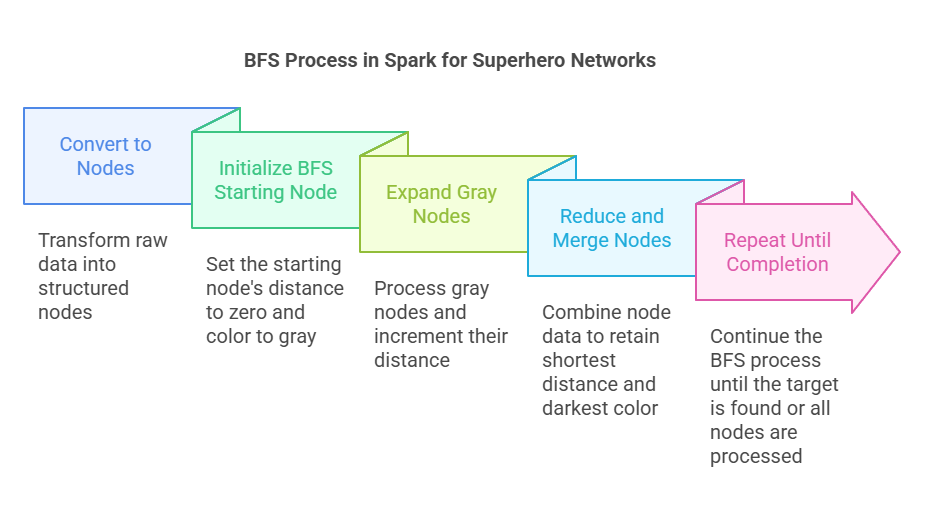 BFS Process in Spark for Superhero Networks
Convert to
Nodes
Transform raw
data into
structured
nodes
Initialize BFS
Starting Node
Set the starting
node's distance
to zero and
color to gray
Expand Gray
Nodes
Process gray
nodes and
increment their
distance
Reduce and
Merge Nodes
Combine node
data to retain
shortest
distance and
darkest color
Repeat Until
Completion
Continue the
BFS process
until the target
is found or all
nodes are
processed